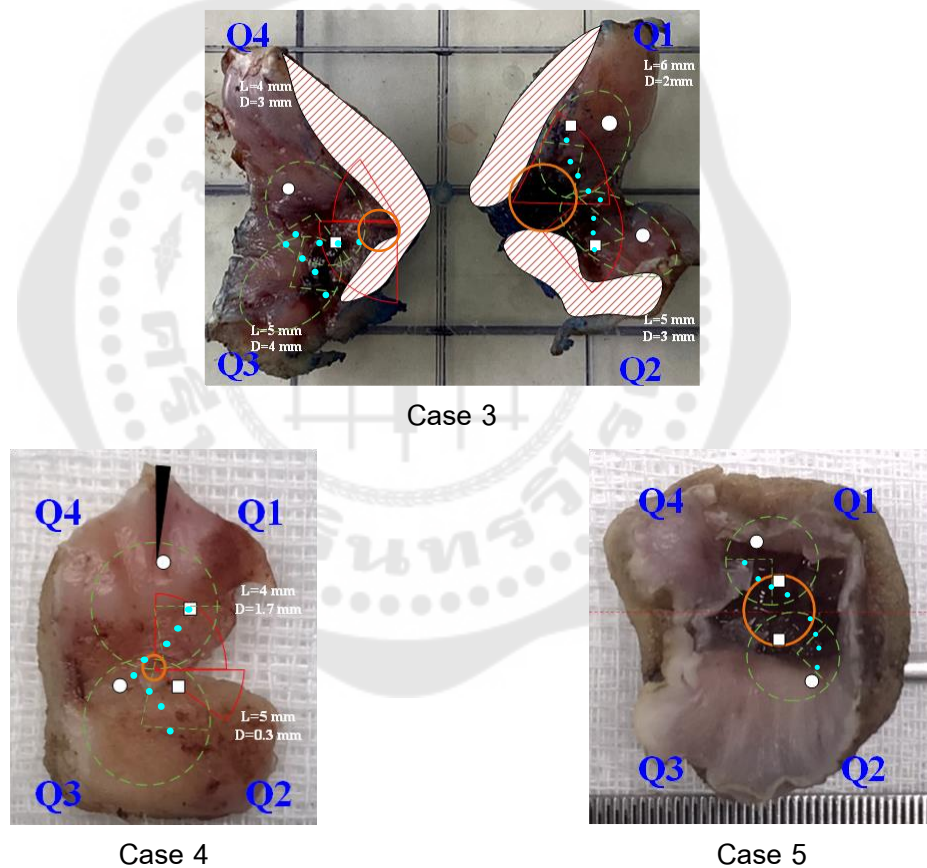 Q4
Q1
L=4 mm
D=3 mm
L=6 mm
D=2mm
L=5 mm
D=4 mm
L=5 mm
D=3 mm
Q3
Q2
Case 3
Q4
Q1
L=4 mm
D=1.7 mm
L=5 mm
D=0.3 mm
Q3
Q2
Case 4
Q4
Q1
Q3
Q2
Case 5